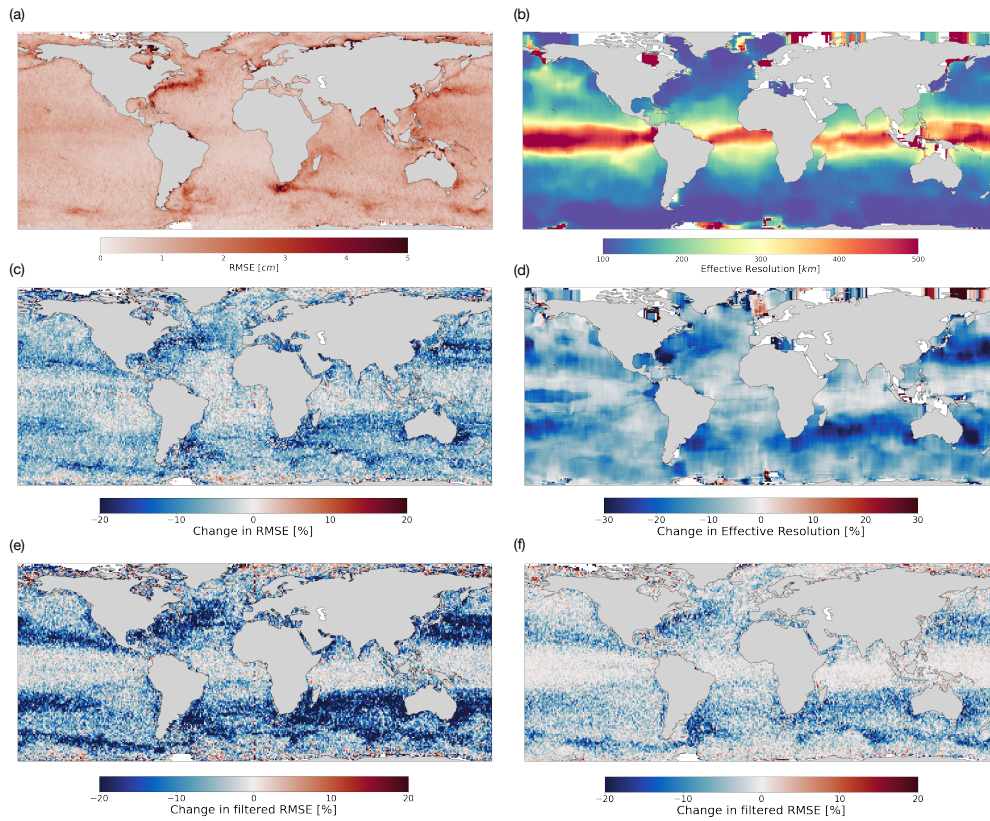 (a)
(b)
0 1 2 3 4 5
RMSE [cm]
100 200 300 400 500
Effective Resolution [km]
(c)
(d)
−20 −10 0 10 20
Change in RMSE [%]
−30 −20 −10 0 10 20 30
Change in Effective Resolution [%]
(e)
(f)
−20 −10 0 10 20
Change in filtered RMSE [%]
−20 −10 0 10 20
Change in filtered RMSE [%]